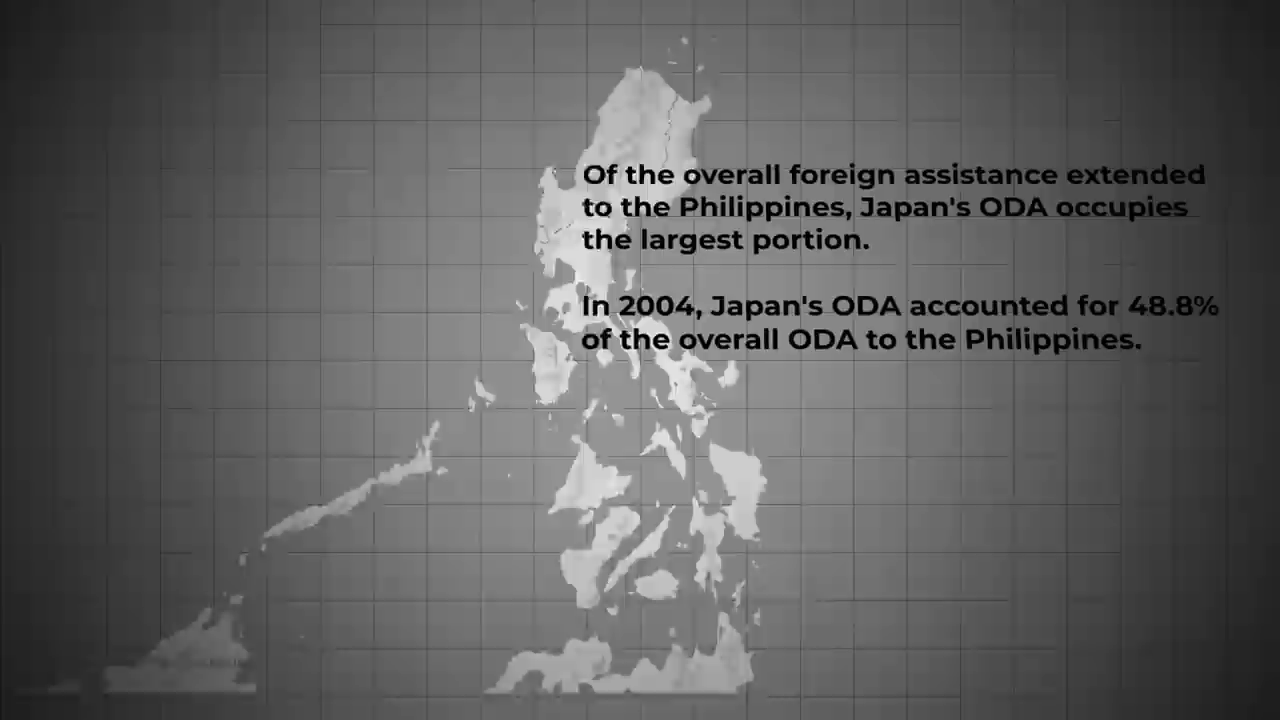 Of the overall foreign assistance extended
to the Philippines, Japan's ODA occupies
the largest portion.
In 2004, Japan's ODA accounted for 48.8%
of the overall ODA to the Philippines.